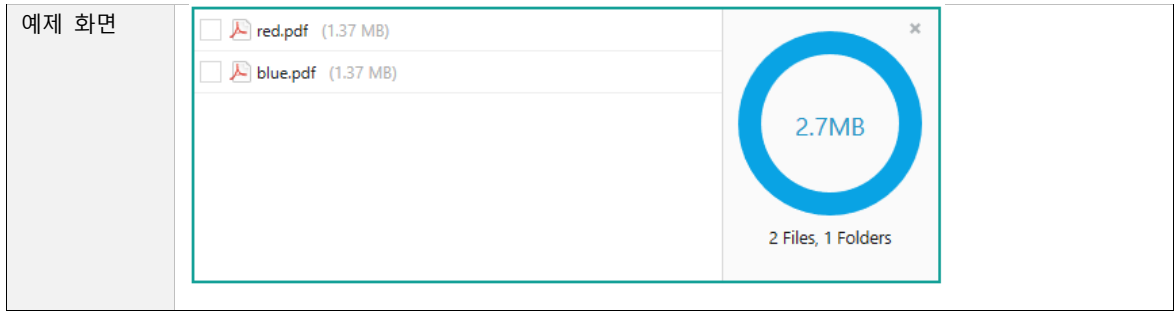 예제 화면
red.pdf (1.37 MB)
blue.pdf (1.37 MB)
2.7MB
2 Files, 1 Folders